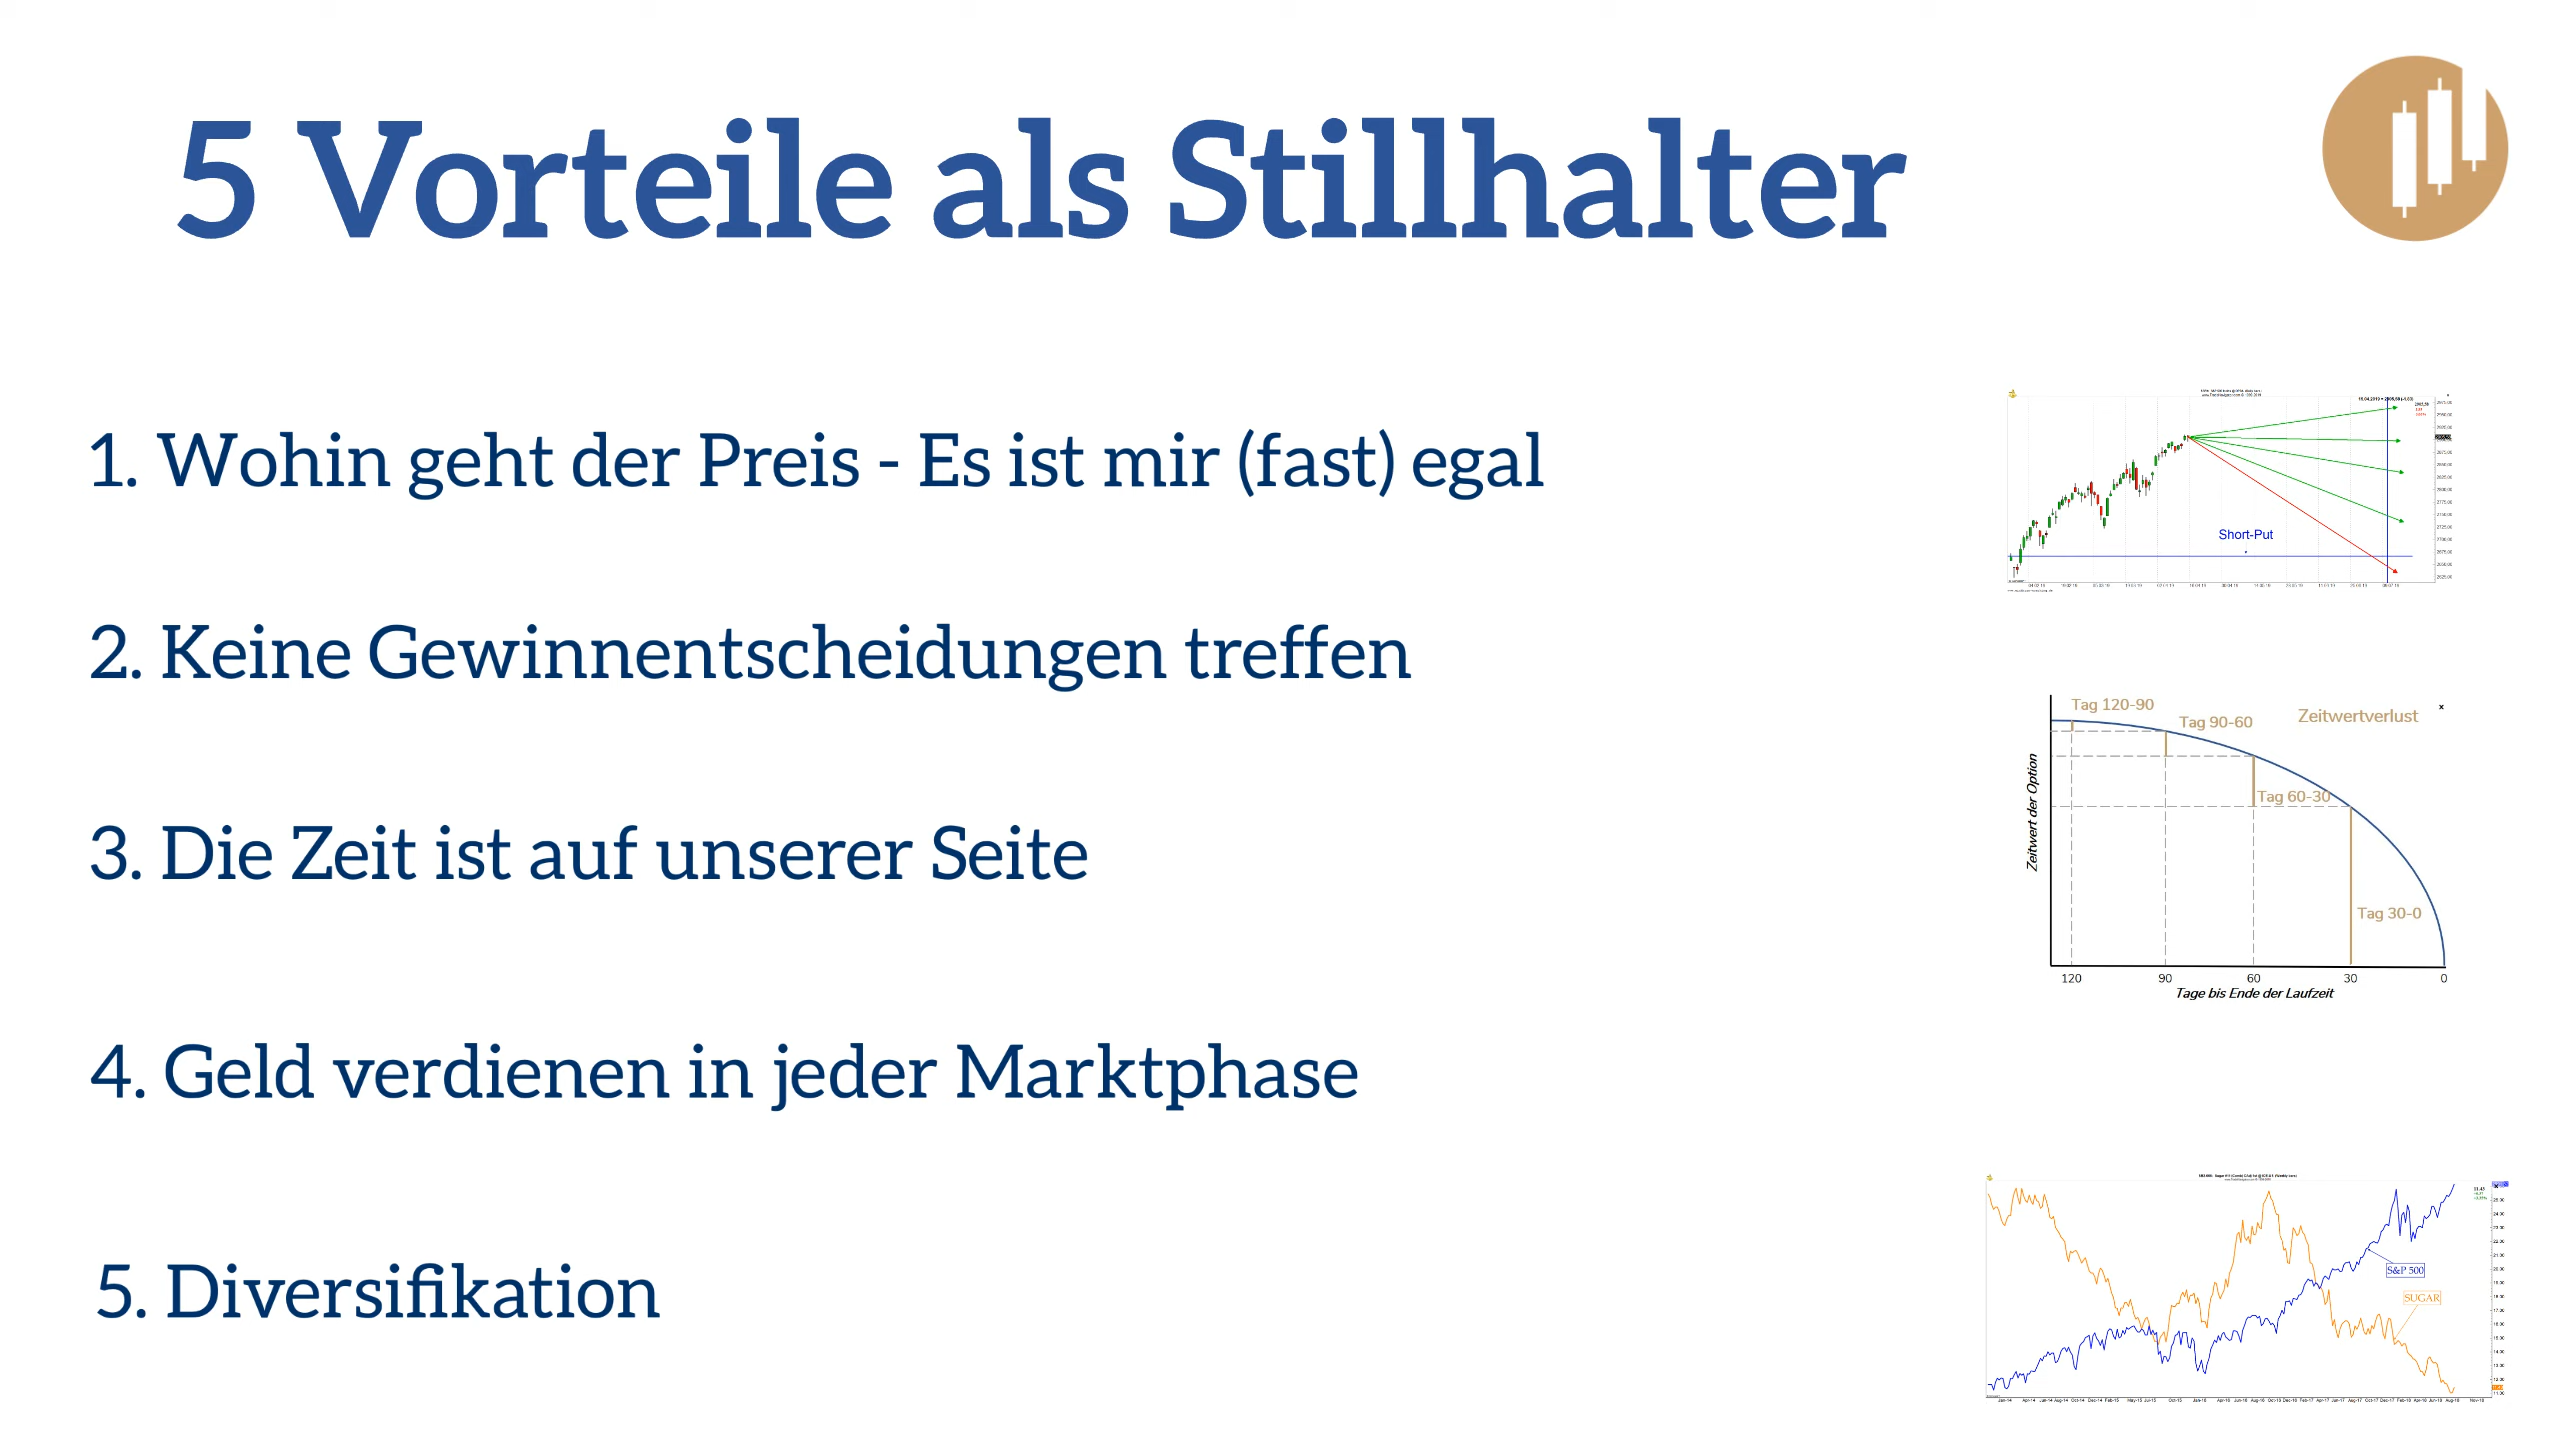 5 Vorteile als Stillhalter
1. Wohin geht der Preis - Es ist mir (fast) egal
Short-Put
2. Keine Gewinnentscheidungen treffen
Tag 120-90
Tag 90-60
Zeitwertverlust
x
Zeitwert der Option
Tag 60-30
Tag 30-0
120 90 60 30 0
Tage bis Ende der Laufzeit
3. Die Zeit ist auf unserer Seite
4. Geld verdienen in jeder Marktphase
5. Diversifikation
S&P 500
SUGAR